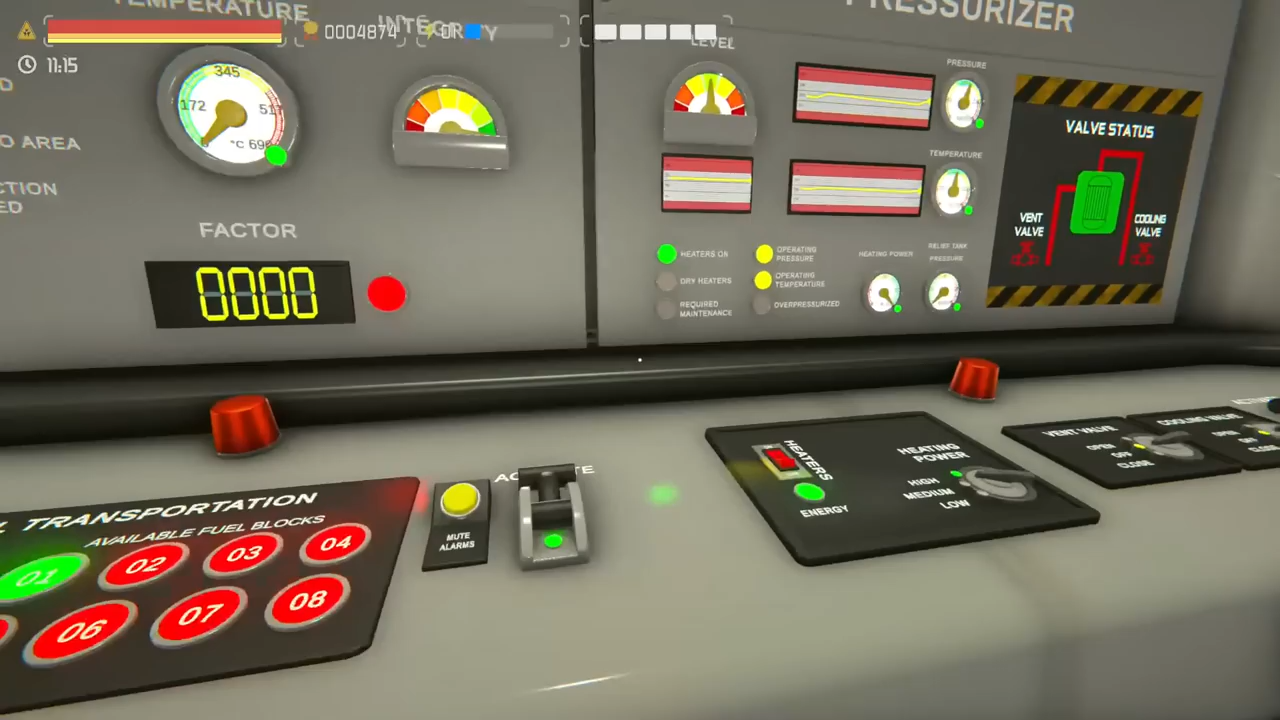 TEMPERATURE
INTEGRITY
PRESSURIZER
0004874
11:15
LEVEL
PRESSURE
345
172
°C
TEMPERATURE
VALVE STATUS
VENT
VALVE
COOLING
VALVE
O AREA
CTION
ED
FACTOR
0000
HEATERS ON
DRY HEATERS
REQUIRED
MAINTENANCE
OPERATING
PRESSURE
OPERATING
TEMPERATURE
OVERPRESSURIZED
HEATING POWER
RELIEF TANK
PRESSURE
L TRANSPORTATION
AVAILABLE FUEL BLOCKS
01
02
03
04
06
07
08
MUTE
ALARMS
HEATERS
ENERGY
HEATING
POWER
HIGH
MEDIUM
LOW
VENT VALVE
OPEN
OFF
CLOSE
COOLING VALVE
OPEN